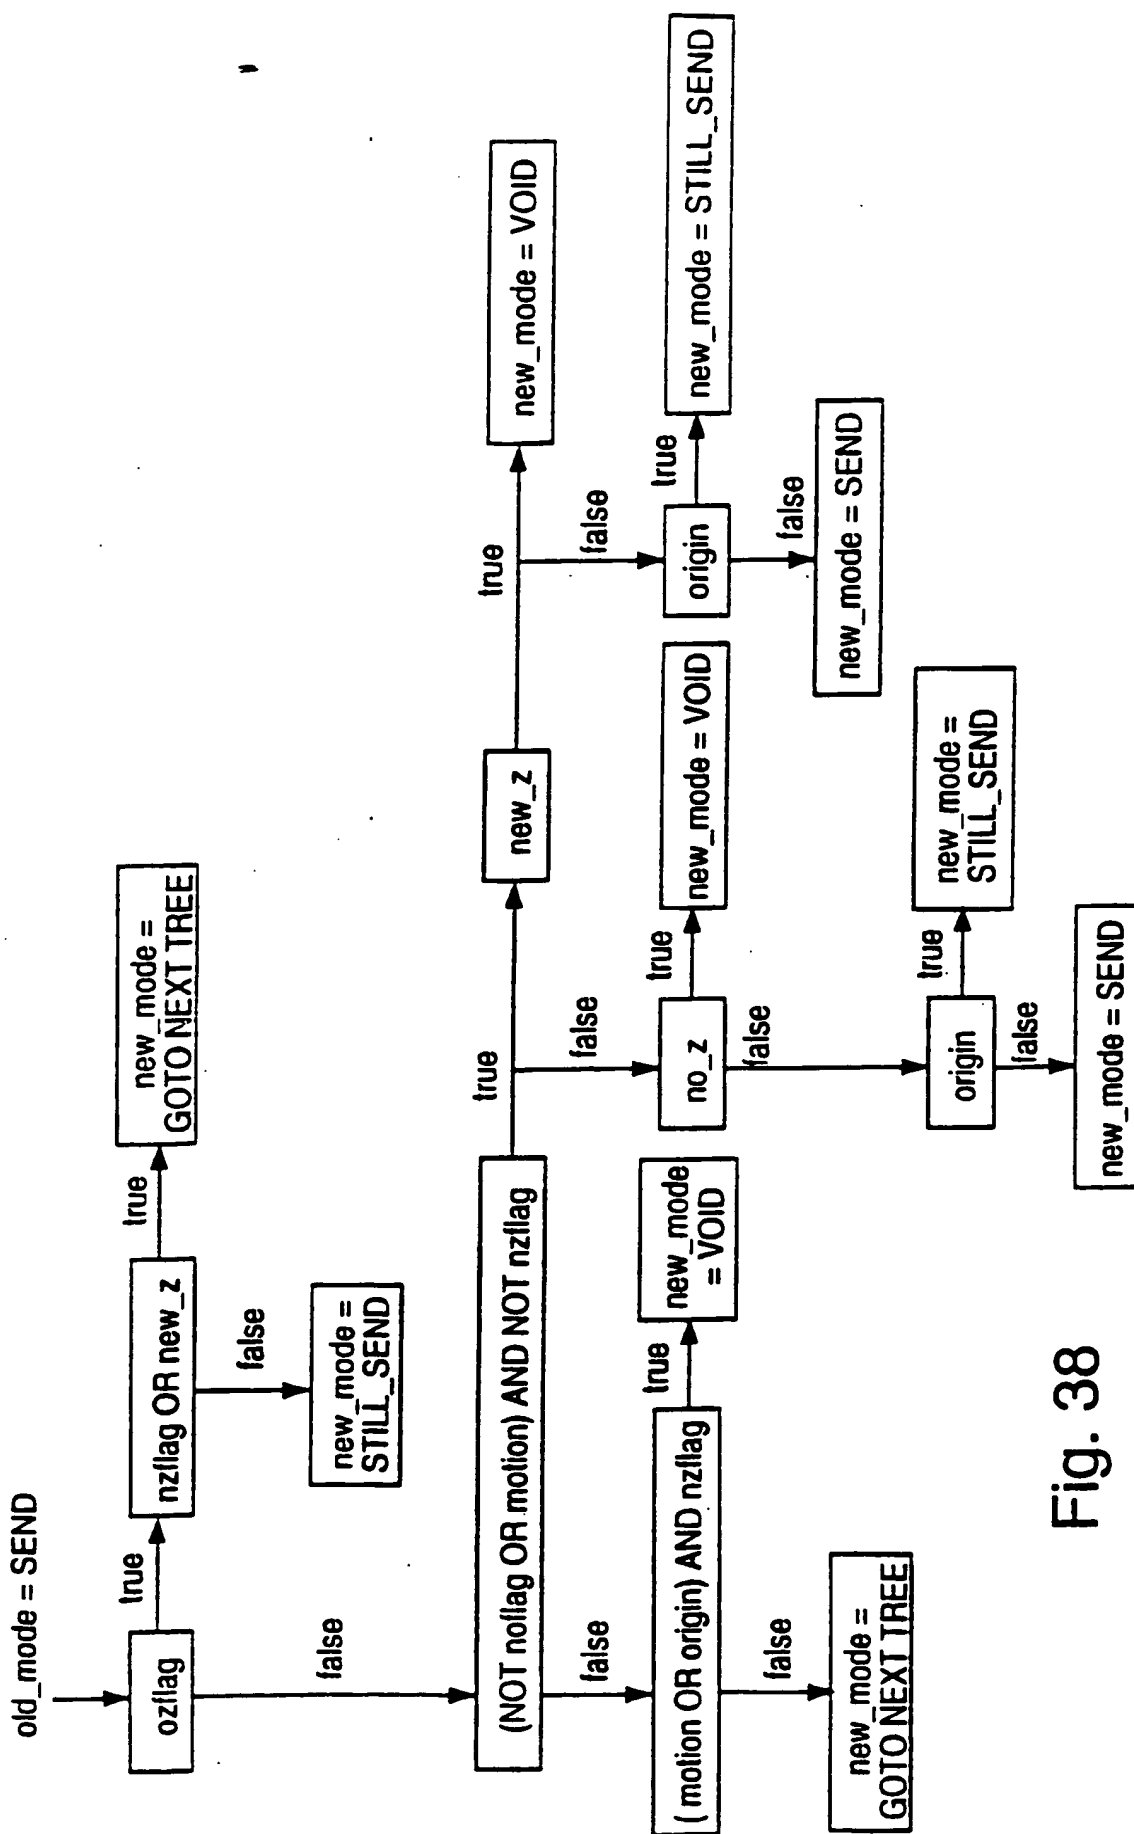 old_mode = SEND
ozflag
true
nzflag OR new_z
true
new_mode =
GOTO NEXT TREE
false
new_mode =
STILL_SEND
false
(NOT noflag OR motion) AND NOT nzflag
true
new_z
true
new_mode = VOID
false
origin
true
new_mode = STILL_SEND
false
new_mode = SEND
false
no_z
true
new_mode = VOID
false
origin
true
new_mode =
STILL_SEND
false
new_mode = SEND
false
( motion OR origin) AND nzflag
true
new_mode
= VOID
false
new_mode =
GOTO NEXT TREE
Fig. 38